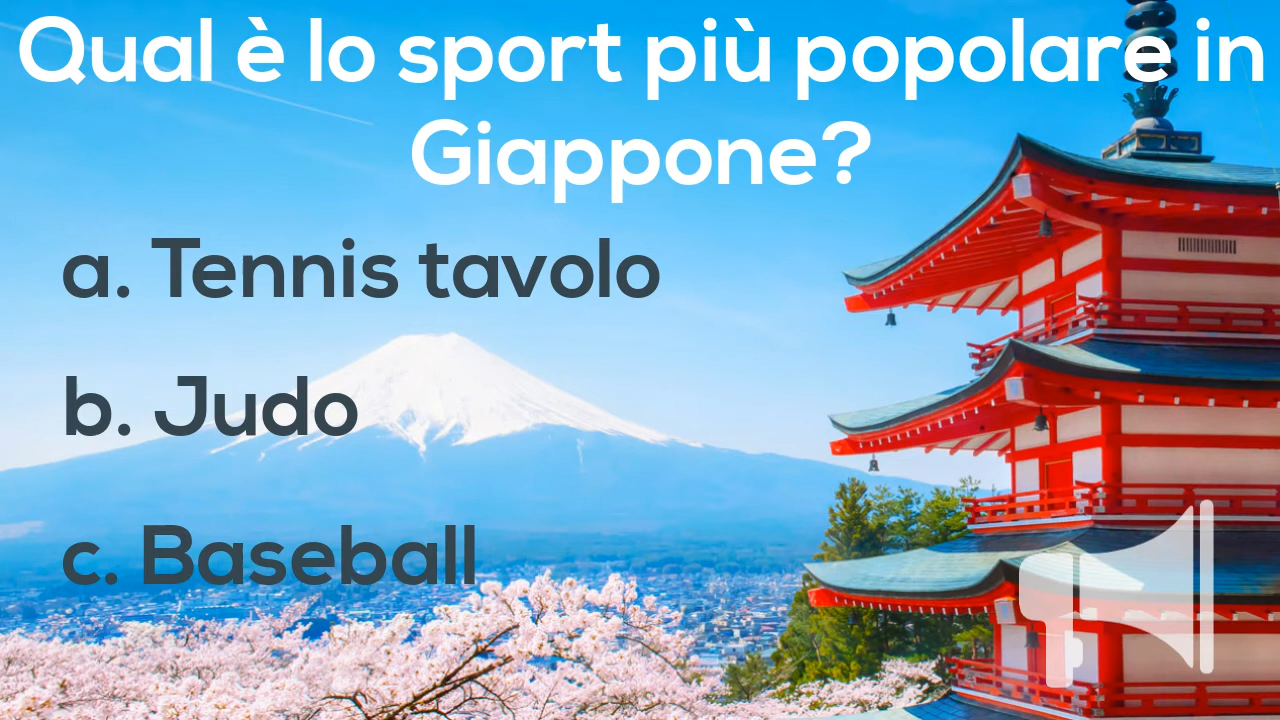 Qual è lo sport più popolare in
Giappone?
a. Tennis tavolo
b. Judo
c. Baseball